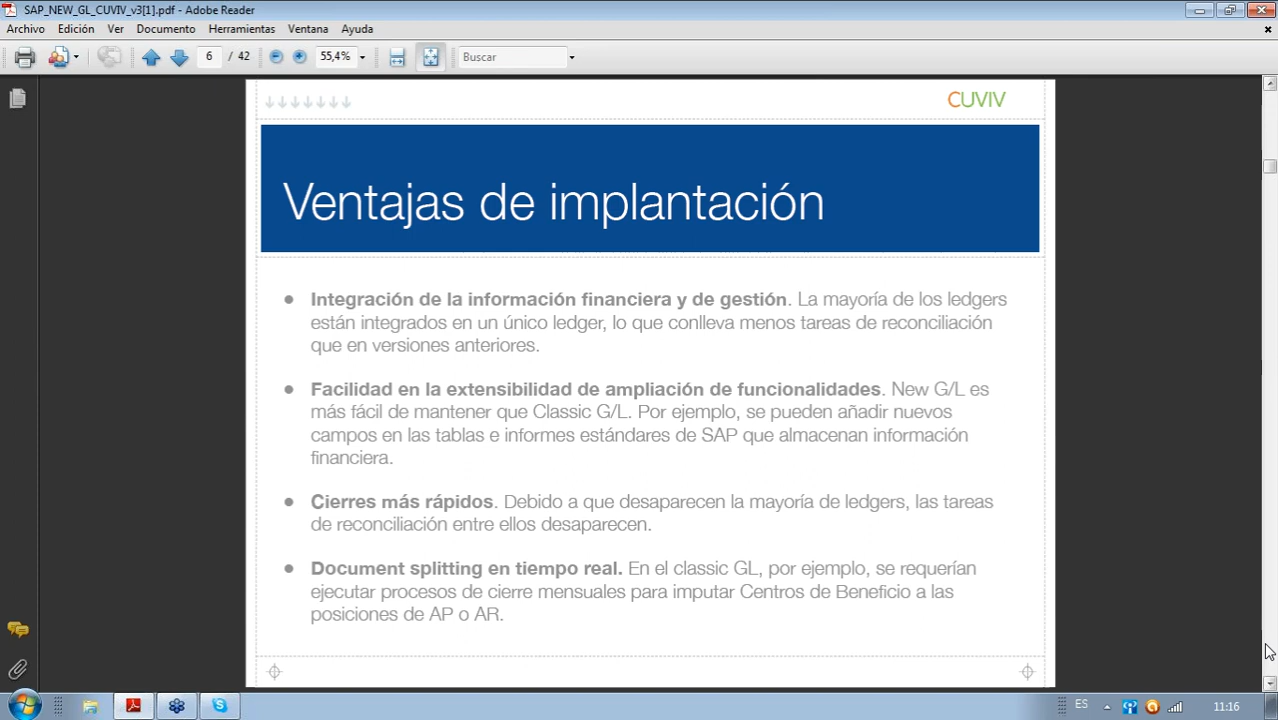 SAP_NEW_GL_CUVIV_v3[1].pdf - Adobe Reader
Archivo Edición Ver Documento Herramientas Ventana Ayuda
6 / 42 55,4% Buscar
CUVIV
Ventajas de implantación
● Integración de la información financiera y de gestión. La mayoría de los ledgers
están integrados en un único ledger, lo que conlleva menos tareas de reconciliación
que en versiones anteriores.
● Facilidad en la extensibilidad de ampliación de funcionalidades. New G/L es
más fácil de mantener que Classic G/L. Por ejemplo, se pueden añadir nuevos
campos en las tablas e informes estándares de SAP que almacenan información
financiera.
● Cierres más rápidos. Debido a que desaparecen la mayoría de ledgers, las tareas
de reconciliación entre ellos desaparecen.
● Document splitting en tiempo real. En el classic GL, por ejemplo, se requerían
ejecutar procesos de cierre mensuales para imputar Centros de Beneficio a las
posiciones de AP o AR.
ES 11:16